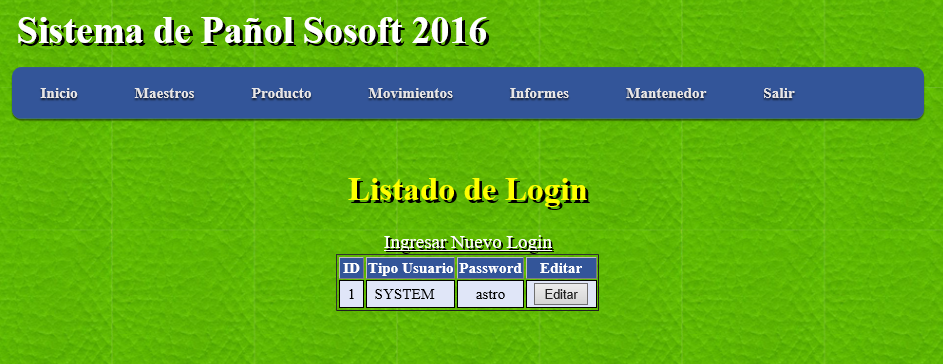 Sistema de Pañol Sosoft 2016
Inicio Maestros Producto Movimientos Informes Mantenedor Salir
Listado de Login
Ingresar Nuevo Login
ID Tipo Usuario Password Editar
1 SYSTEM astro Editar